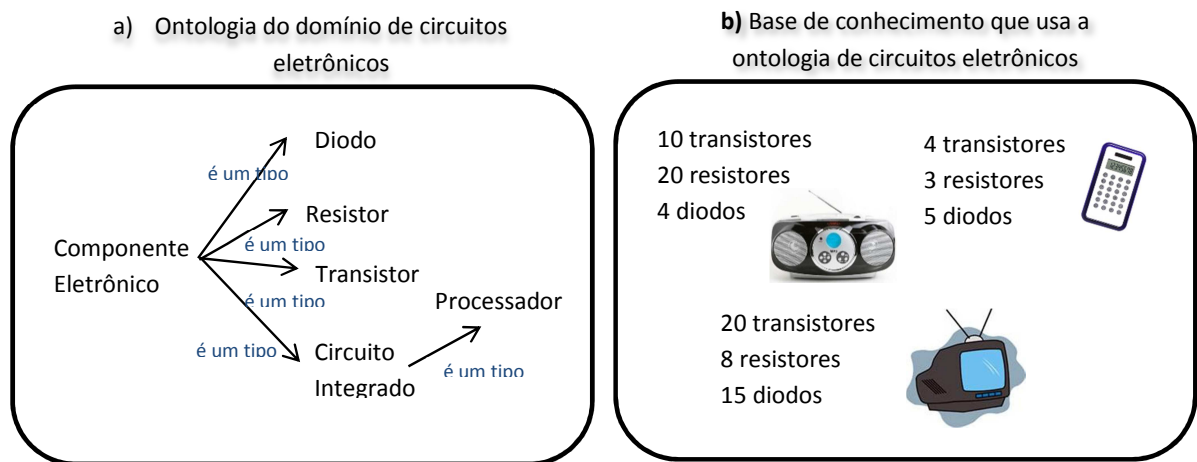 a) Ontologia do domínio de circuitos
eletrônicos
Diodo
é um tipo
Resistor
é um tipo
Componente
Eletrônico
Transistor
é um tipo
Processador
é um tipo
Circuito
Integrado
é um tipo
b) Base de conhecimento que usa a
ontologia de circuitos eletrônicos
10 transistores
20 resistores
4 diodos
4 transistores
3 resistores
5 diodos
20 transistores
8 resistores
15 diodos